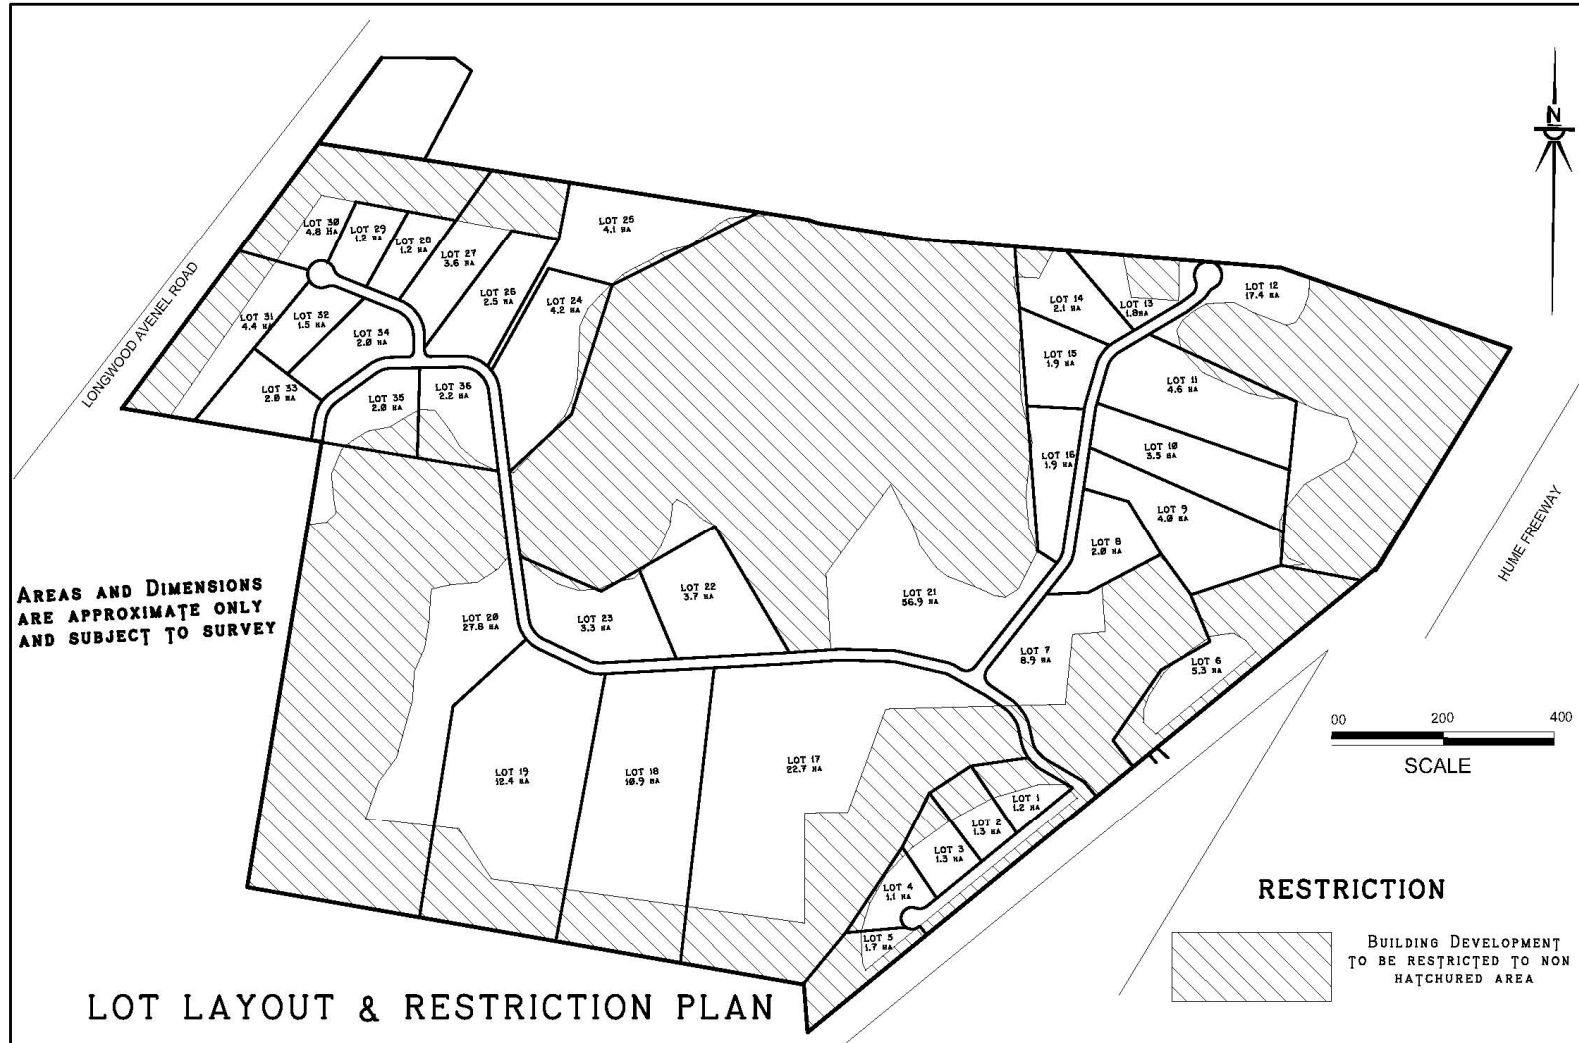 N
LONGWOOD AVENEL ROAD
HUME FREEWAY
LOT 30
4.8 HA
LOT 29
1.2 HA
LOT 28
1.2 HA
LOT 27
3.6 HA
LOT 26
2.5 HA
LOT 25
4.1 HA
LOT 24
4.2 HA
LOT 31
4.4 HA
LOT 32
1.5 HA
LOT 34
2.0 HA
LOT 33
2.0 HA
LOT 35
2.0 HA
LOT 36
2.2 HA
LOT 14
2.1 HA
LOT 13
1.8HA
LOT 12
17.4 HA
LOT 15
1.9 HA
LOT 11
4.6 HA
LOT 16
1.9 HA
LOT 10
3.5 HA
LOT 9
4.0 HA
LOT 8
2.0 HA
LOT 22
3.7 HA
LOT 21
56.9 HA
LOT 20
27.8 HA
LOT 23
3.3 HA
LOT 7
8.9 HA
LOT 6
5.3 HA
LOT 19
12.4 HA
LOT 18
10.9 HA
LOT 17
22.7 HA
LOT 1
1.2 HA
LOT 2
1.3 HA
LOT 3
1.3 HA
LOT 4
1.1 HA
LOT 5
1.7 HA
AREAS AND DIMENSIONS
ARE APPROXIMATE ONLY
AND SUBJECT TO SURVEY
00 200 400
SCALE
RESTRICTION
BUILDING DEVELOPMENT
TO BE RESTRICTED TO NON
HATCHURED AREA
LOT LAYOUT & RESTRICTION PLAN